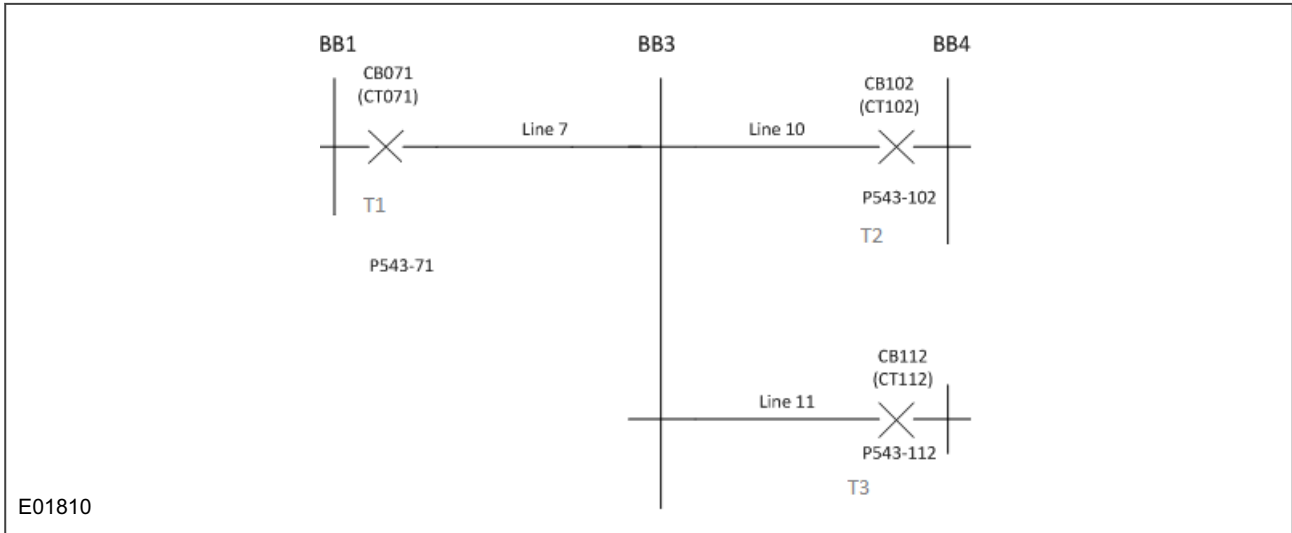 BB1
BB3
BB4
CB071
(CT071)
CB102
(CT102)
Line 7
Line 10
T1
P543-102
T2
P543-71
CB112
(CT112)
Line 11
P543-112
T3
E01810